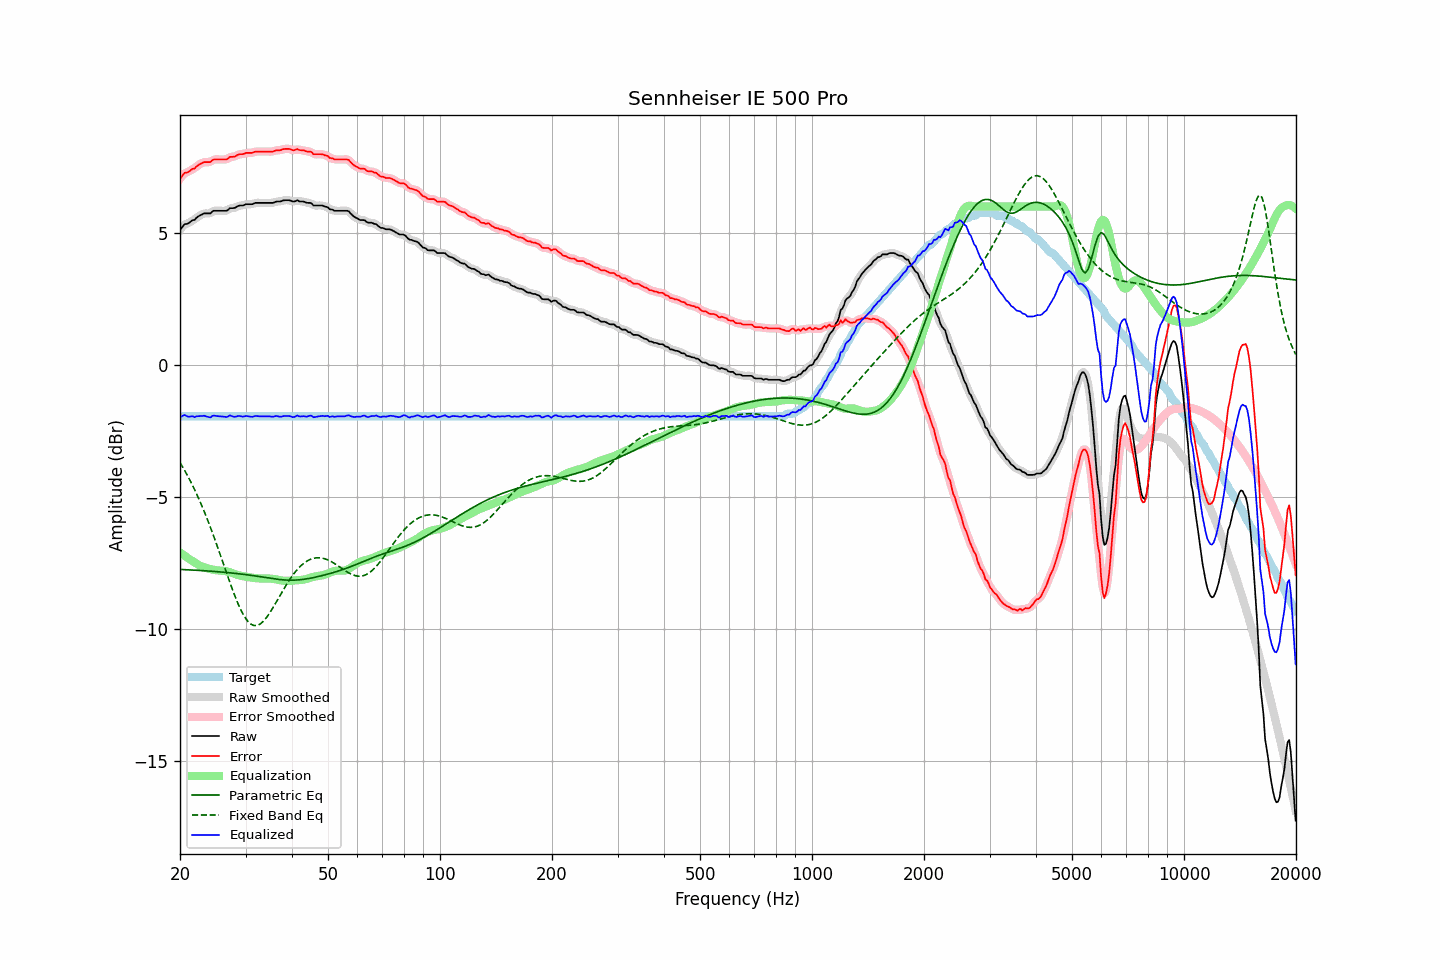 Sennheiser IE 500 Pro
Amplitude (dBr)
5
0
−5
−10
−15
Target
Raw Smoothed
Error Smoothed
Raw
Error
Equalization
Parametric Eq
Fixed Band Eq
Equalized
20 50 100 200 500 1000 2000 5000 10000 20000
Frequency (Hz)